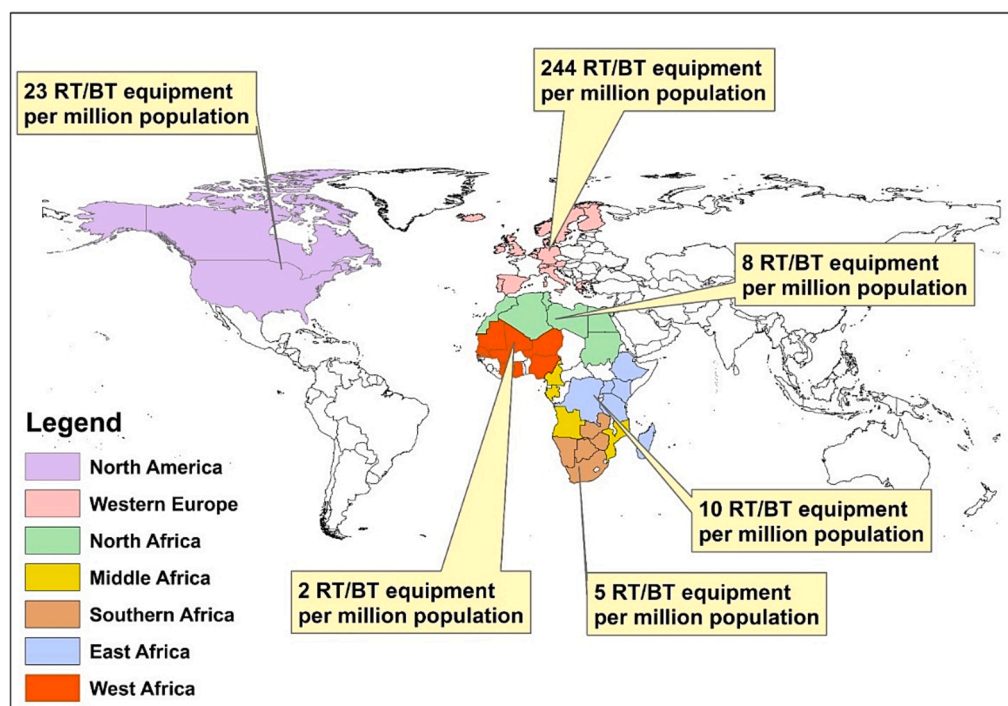 23 RT/BT equipment
per million population
244 RT/BT equipment
per million population
8 RT/BT equipment
per million population
Legend
North America
Western Europe
North Africa
Middle Africa
Southern Africa
East Africa
West Africa
10 RT/BT equipment
per million population
2 RT/BT equipment
per million population
5 RT/BT equipment
per million population